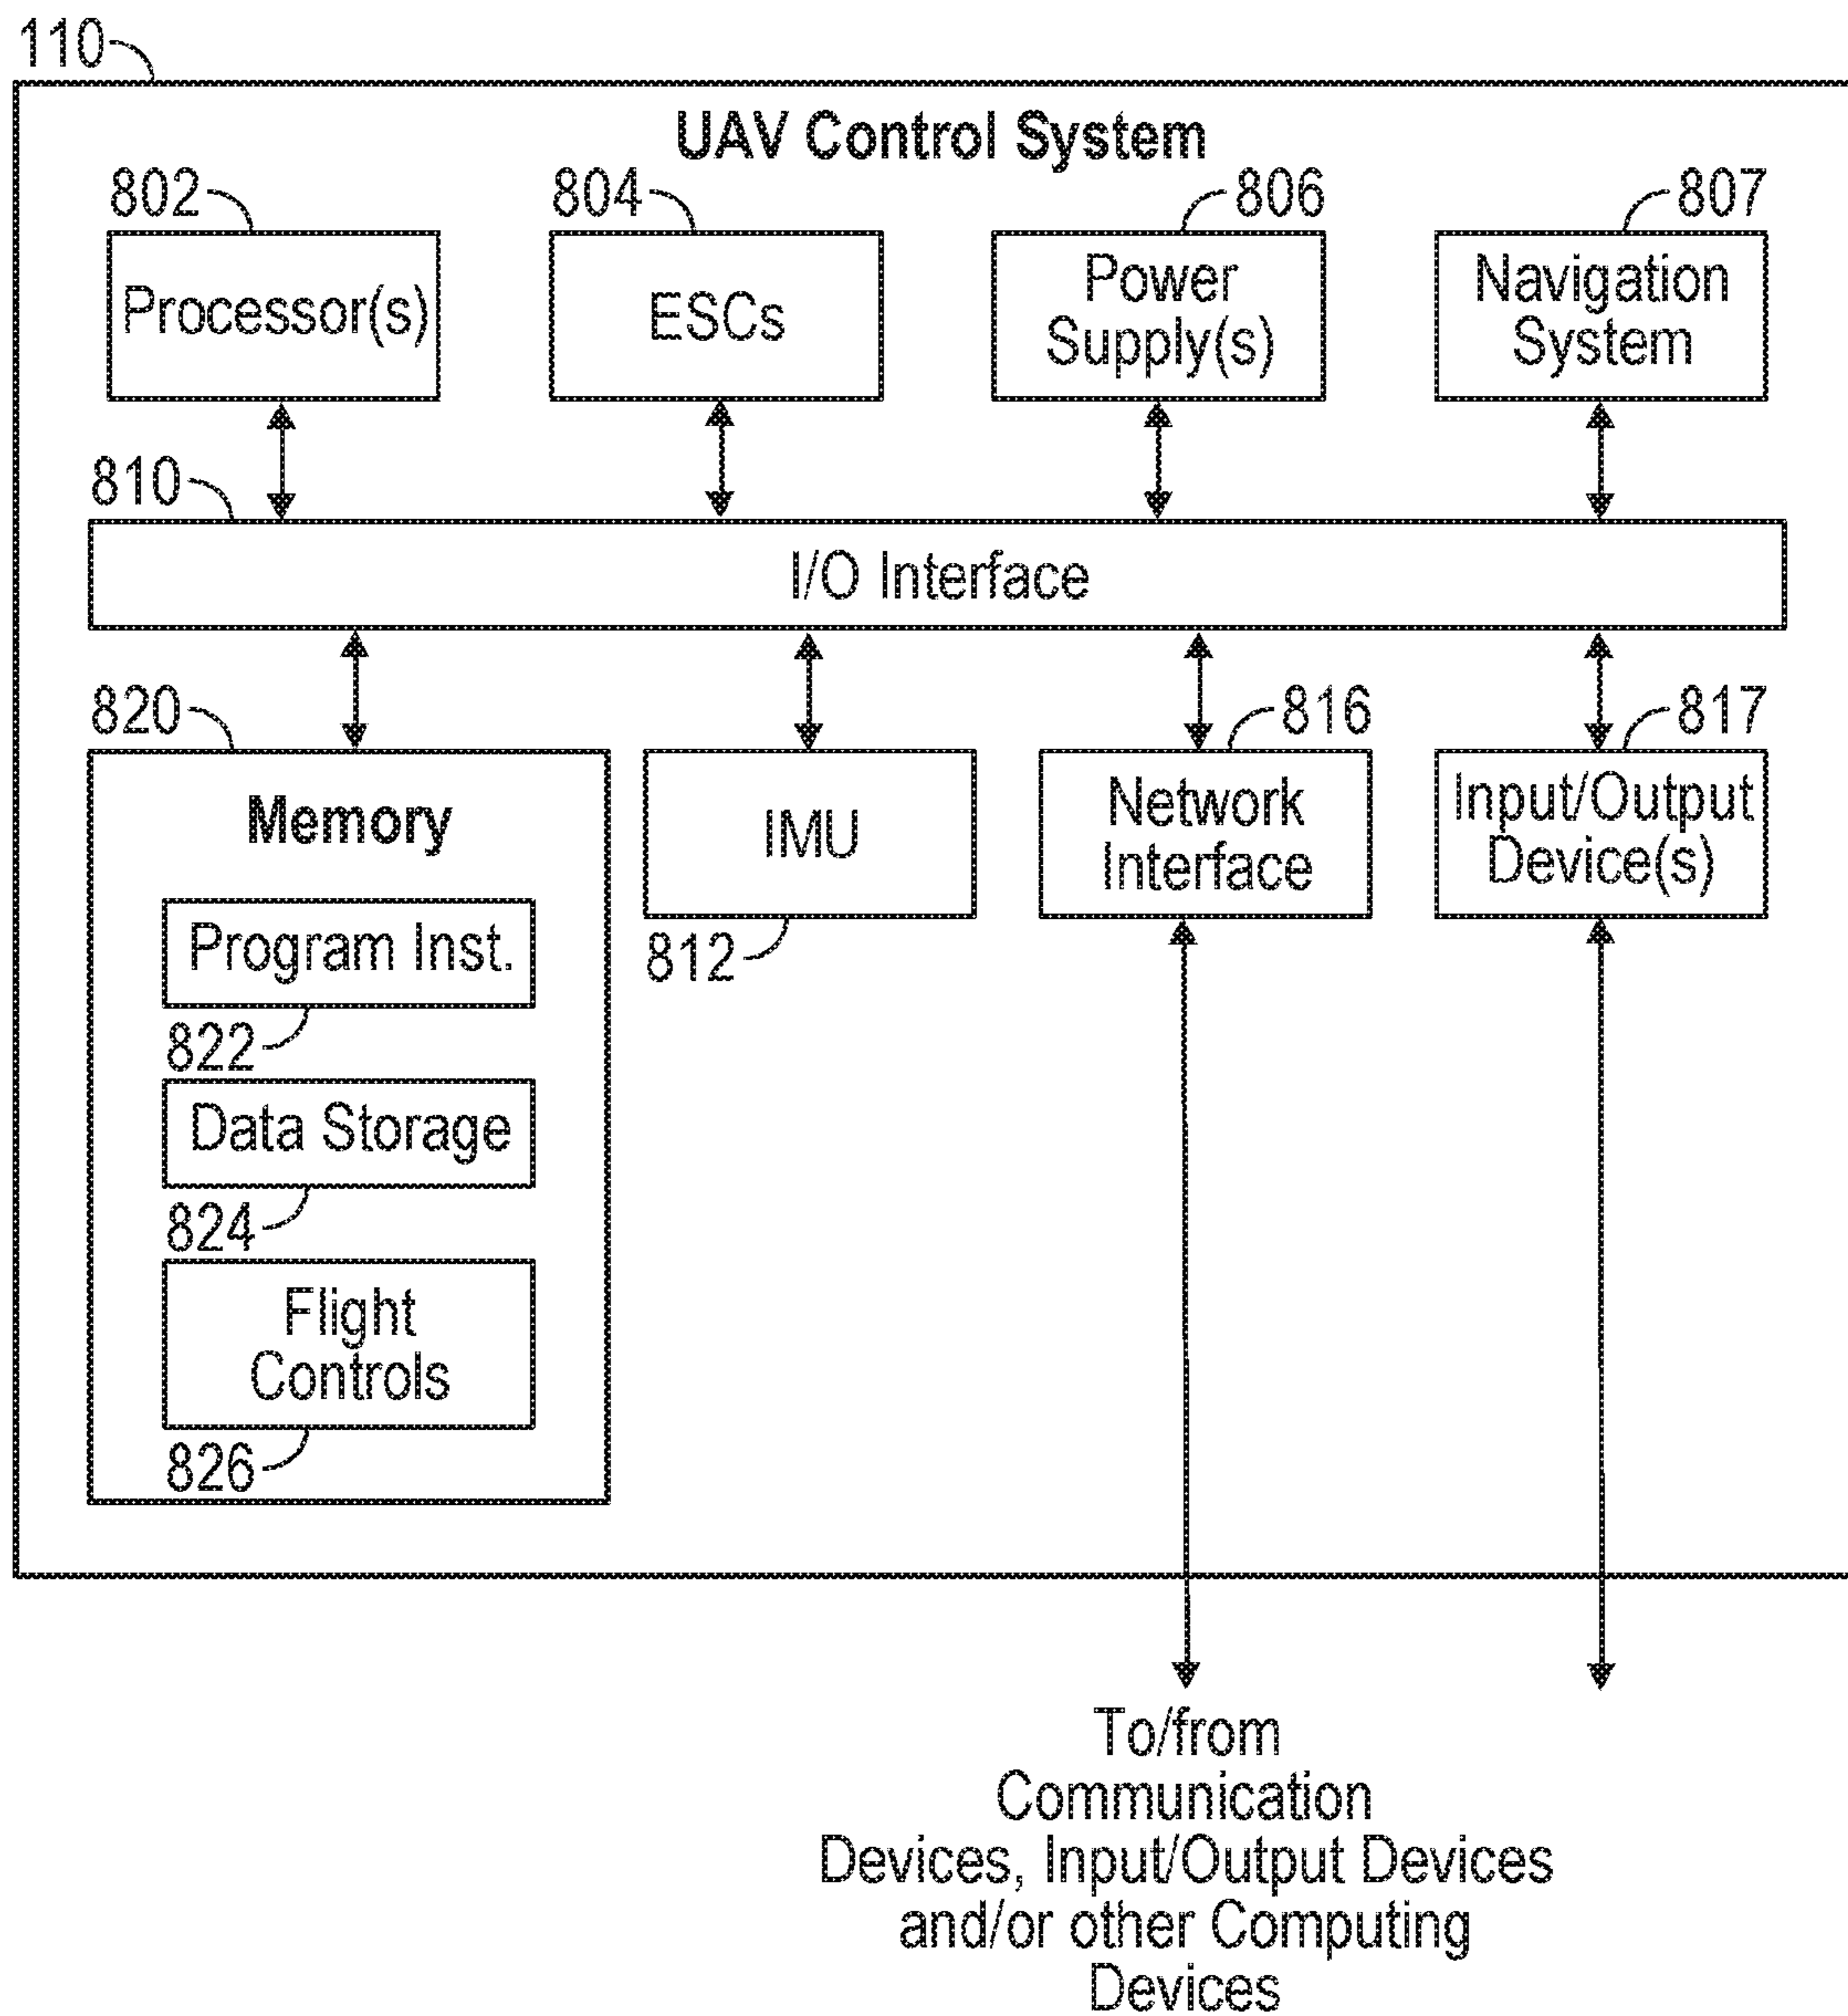 110
UAV Control System
802
804
806
807
Processor(s)
ESCs
Power
Supply(s)
Navigation
System
810
I/O Interface
820
816
817
Memory
IMU
Network
Interface
Input/Output
Device(s)
812
Program Inst.
822
Data Storage
824
Flight
Controls
826
To/from
Communication
Devices, Input/Output Devices
and/or other Computing
Devices